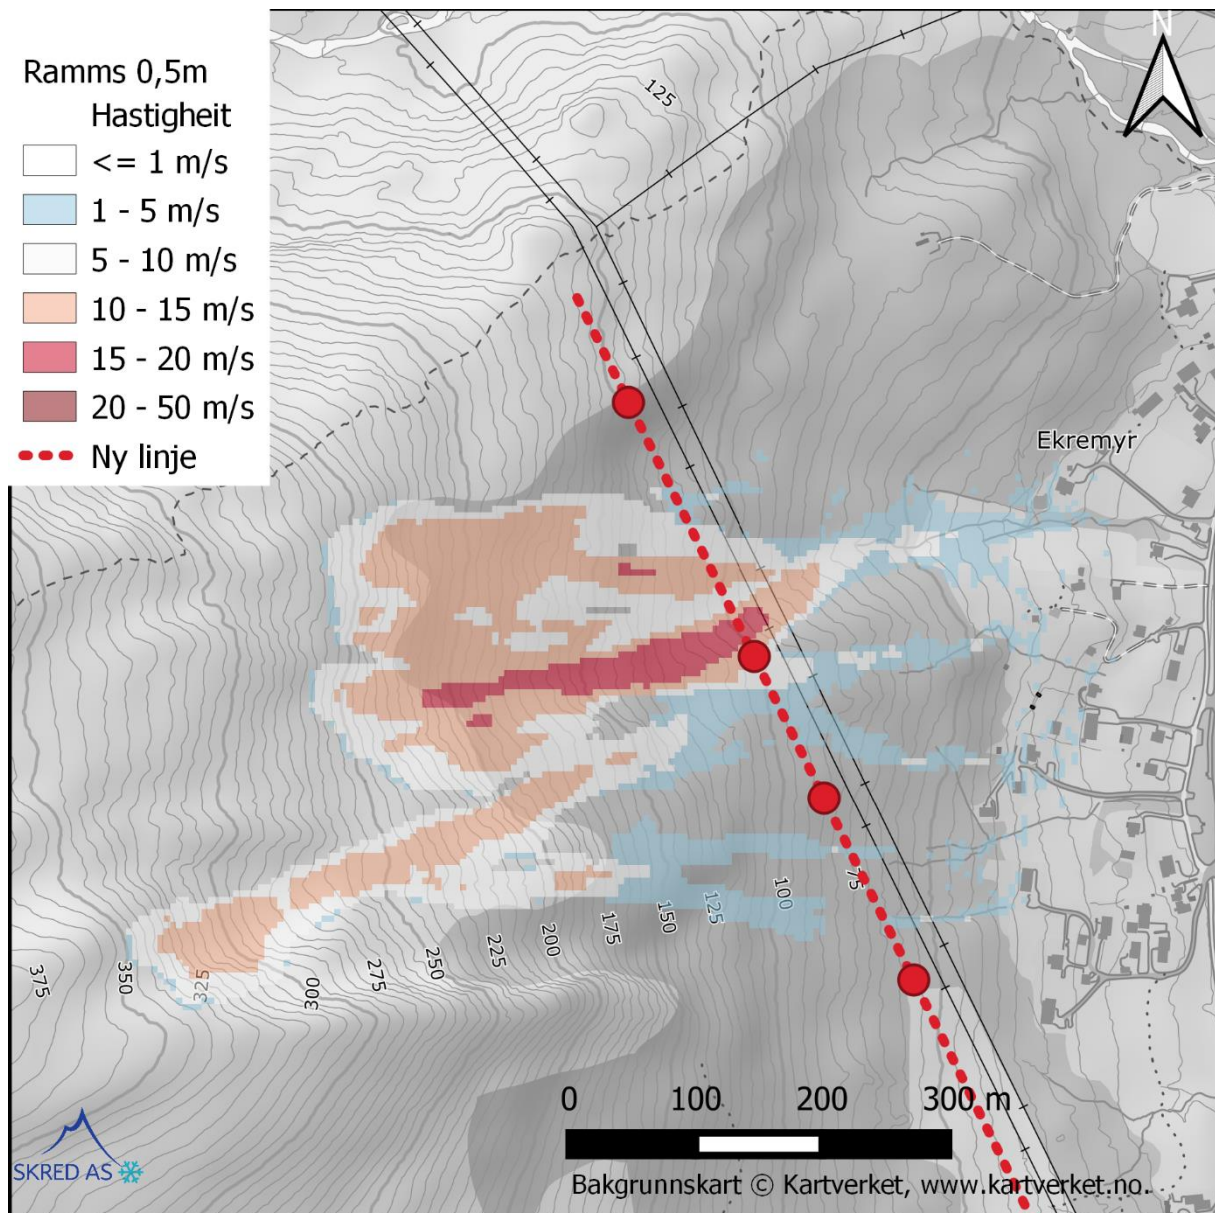 Ramms 0,5m
Hastigheit
<= 1 m/s
1 - 5 m/s
5 - 10 m/s
10 - 15 m/s
15 - 20 m/s
20 - 50 m/s
Ny linje
N
125
Ekremyr
75
100
125
150
175
200
225
250
275
300
325
350
375
0 100 200 300 m
SKRED AS
Bakgrunnskart © Kartverket, www.kartverket.no.